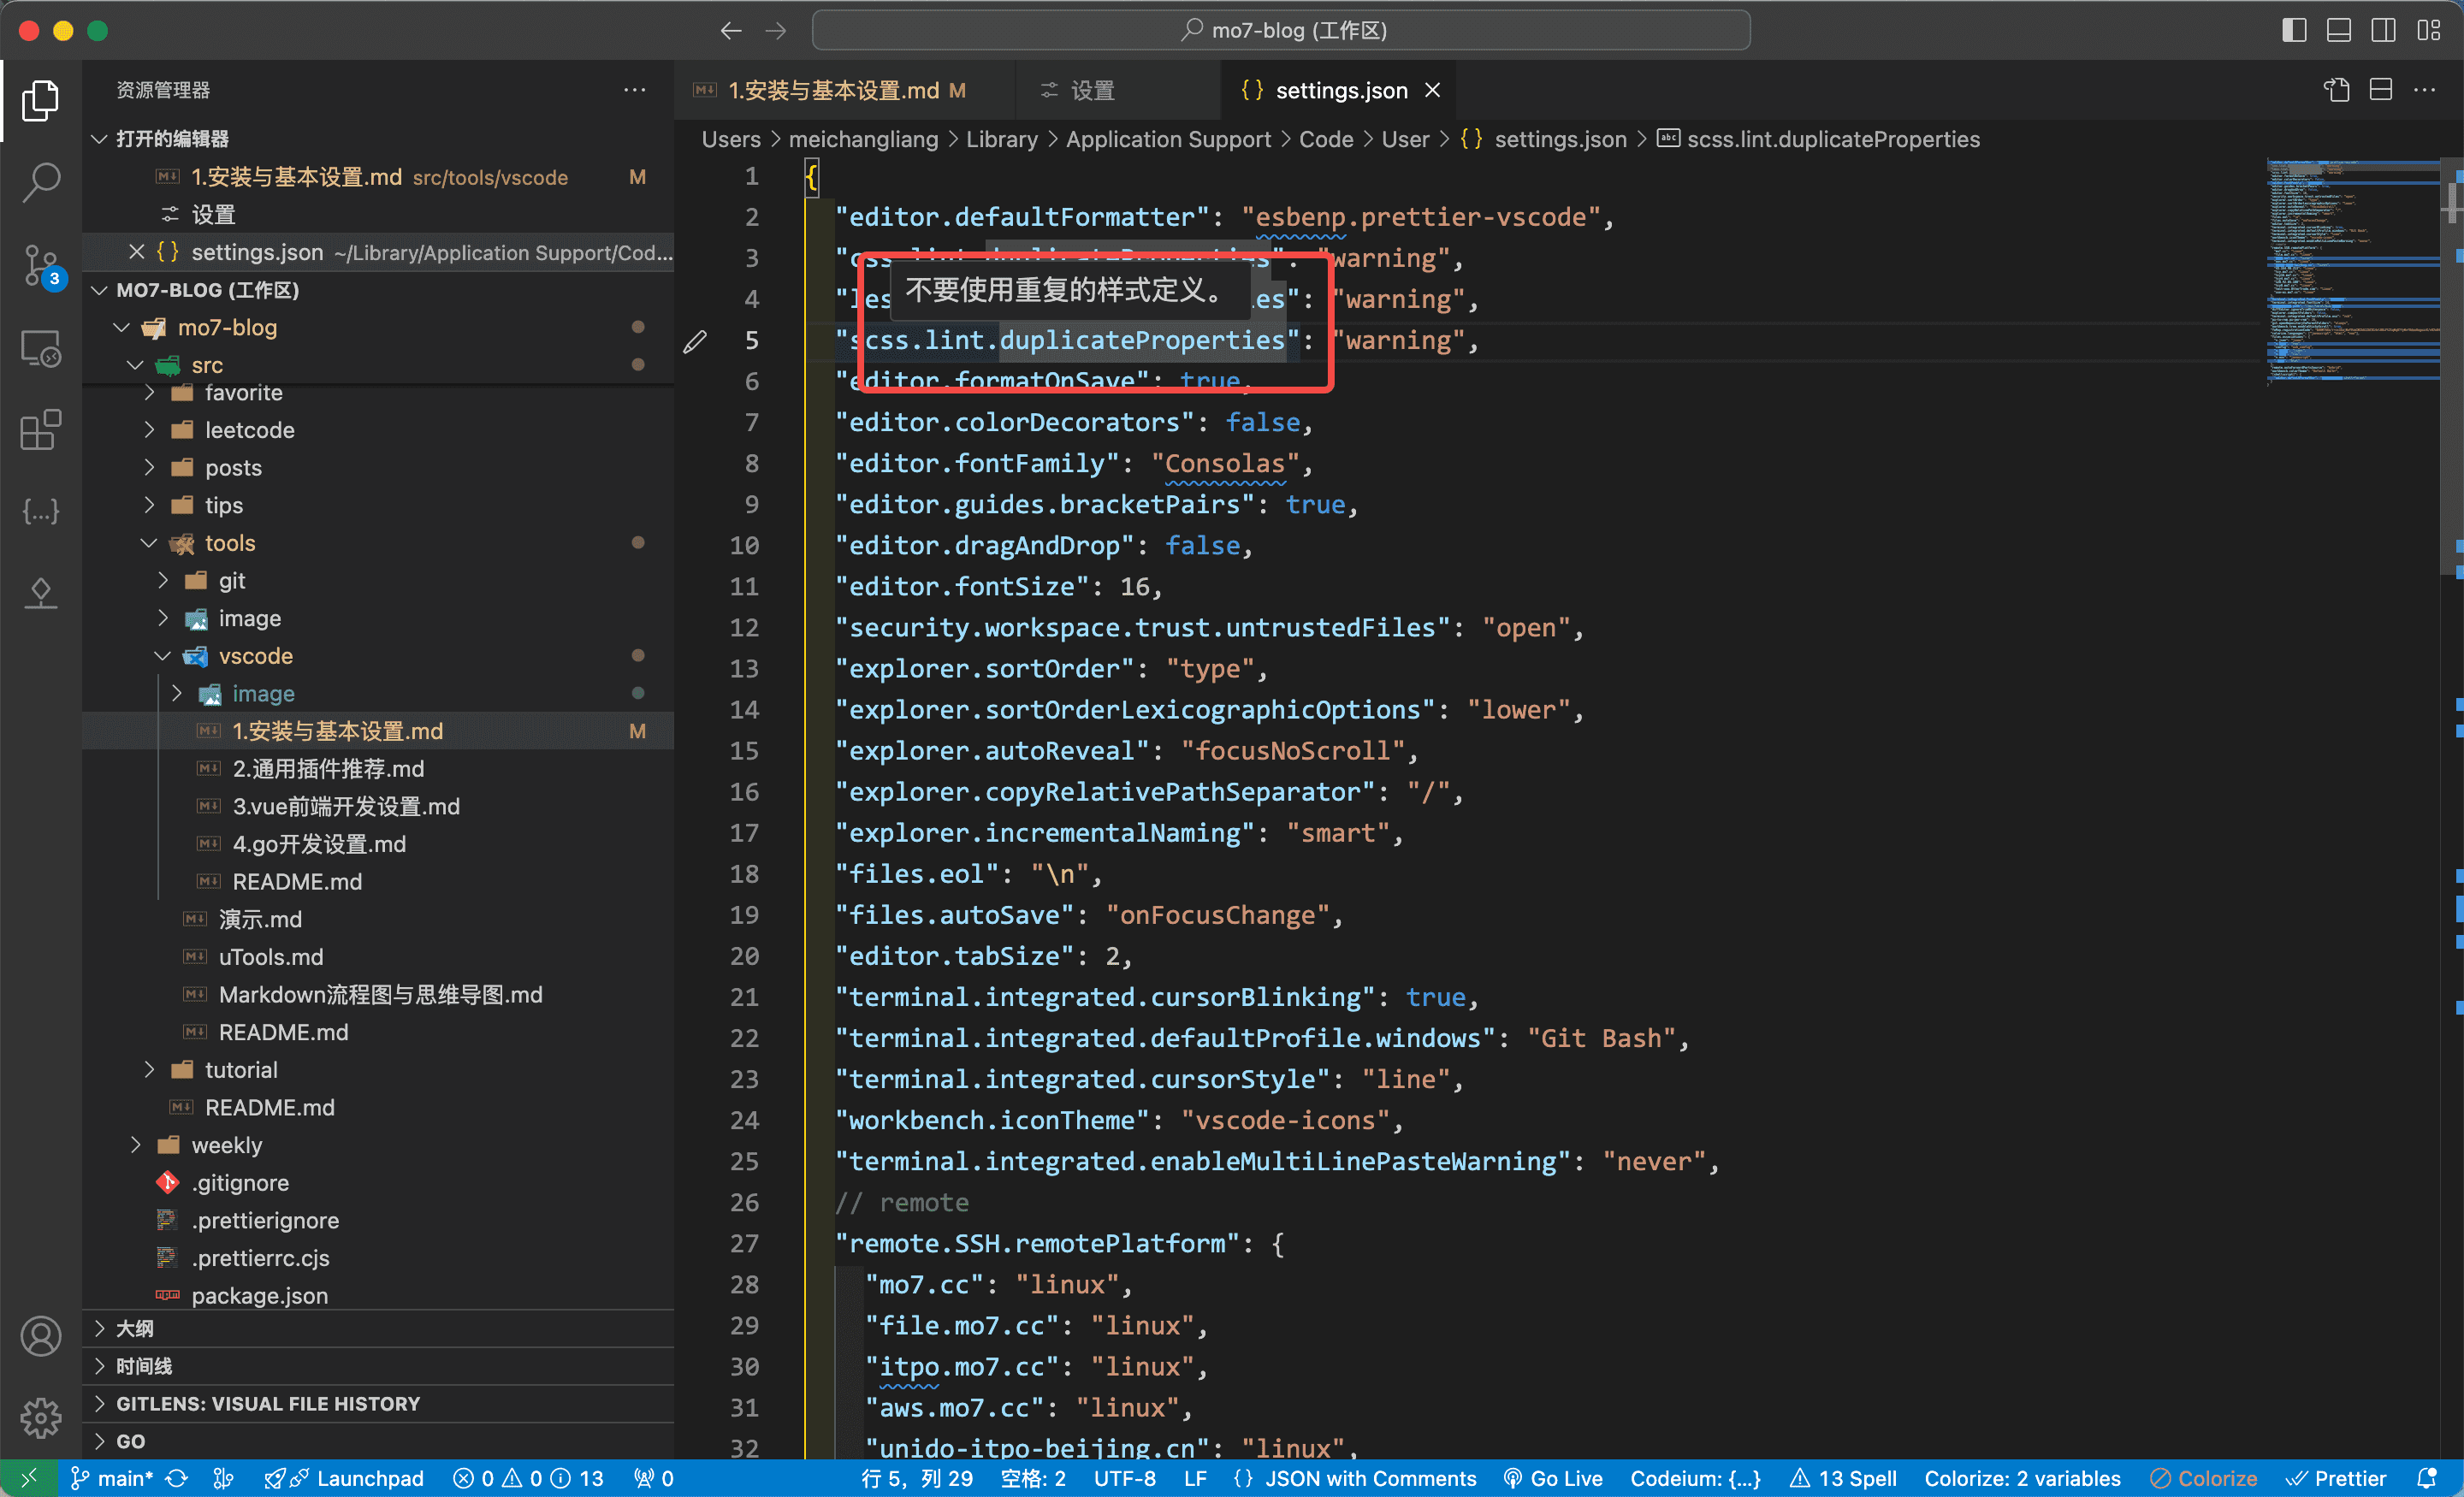 mo7-blog (工作区)
资源管理器
打开的编辑器
1.安装与基本设置.md src/tools/vscode M
设置
settings.json ~/Library/Application Support/Cod...
MO7-BLOG (工作区)
mo7-blog
src
favorite
leetcode
posts
tips
tools
git
image
vscode
image
1.安装与基本设置.md M
2.通用插件推荐.md
3.vue前端开发设置.md
4.go开发设置.md
README.md
演示.md
uTools.md
Markdown流程图与思维导图.md
README.md
tutorial
README.md
weekly
.gitignore
.prettierignore
.prettierrc.cjs
package.json
大纲
时间线
GITLENS: VISUAL FILE HISTORY
GO
3
1.安装与基本设置.md M
设置
{} settings.json
Users > meichangliang > Library > Application Support > Code > User > {} settings.json > abc scss.lint.duplicateProperties
1 {
2 "editor.defaultFormatter": "esbenp.prettier-vscode",
3 "css.lint.duplicateProperties": "warning",
不要使用重复的样式定义。
4 "les es": "warning",
5 "scss.lint.duplicateProperties": "warning",
6 "editor.formatOnSave": true,
7 "editor.colorDecorators": false,
8 "editor.fontFamily": "Consolas",
9 "editor.guides.bracketPairs": true,
10 "editor.dragAndDrop": false,
11 "editor.fontSize": 16,
12 "security.workspace.trust.untrustedFiles": "open",
13 "explorer.sortOrder": "type",
14 "explorer.sortOrderLexicographicOptions": "lower",
15 "explorer.autoReveal": "focusNoScroll",
16 "explorer.copyRelativePathSeparator": "/",
17 "explorer.incrementalNaming": "smart",
18 "files.eol": "\n",
19 "files.autoSave": "onFocusChange",
20 "editor.tabSize": 2,
21 "terminal.integrated.cursorBlinking": true,
22 "terminal.integrated.defaultProfile.windows": "Git Bash",
23 "terminal.integrated.cursorStyle": "line",
24 "workbench.iconTheme": "vscode-icons",
25 "terminal.integrated.enableMultiLinePasteWarning": "never",
26 // remote
27 "remote.SSH.remotePlatform": {
28 "mo7.cc": "linux",
29 "file.mo7.cc": "linux",
30 "itpo.mo7.cc": "linux",
31 "aws.mo7.cc": "linux",
32 "unido-itpo-beijing.cn": "linux",
main* Launchpad 0 0 13 0 行 5，列 29 空格: 2 UTF-8 LF {} JSON with Comments Go Live Codeium: {...} 13 Spell Colorize: 2 variables Colorize Prettier